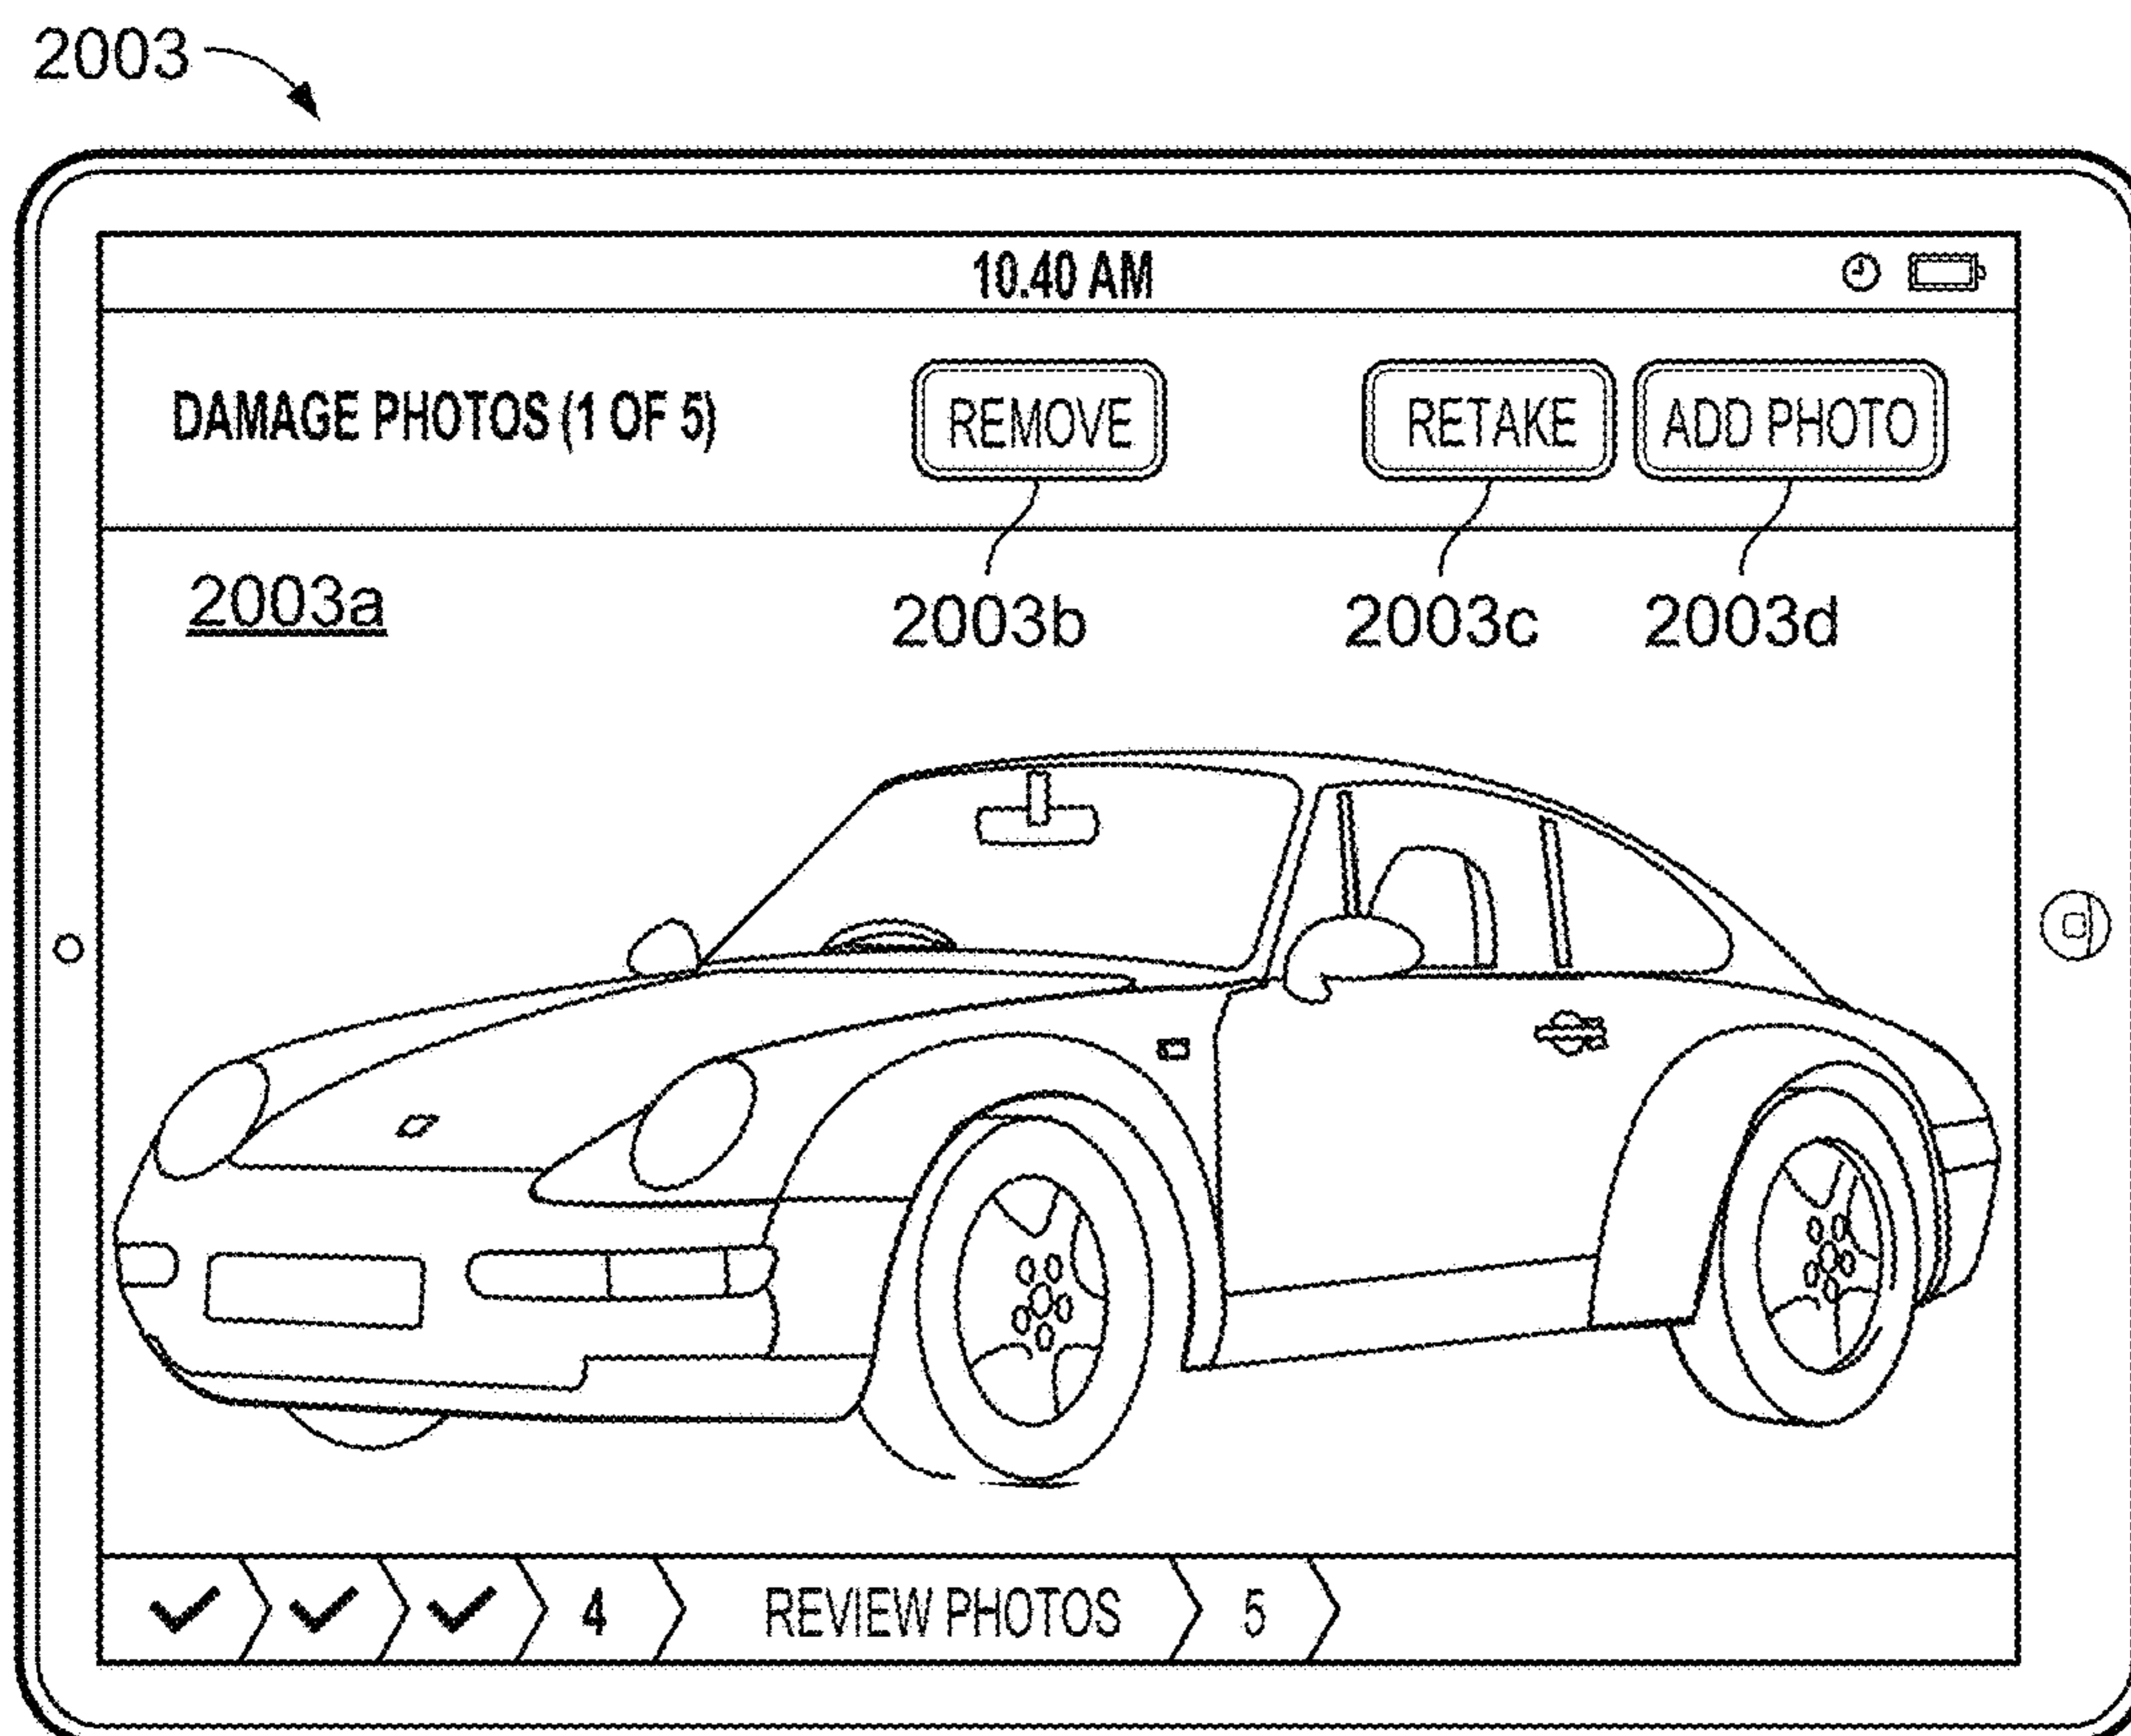 2003
10.40 AM
DAMAGE PHOTOS (1 OF 5) REMOVE RETAKE ADD PHOTO
2003a 2003b 2003c 2003d
4 REVIEW PHOTOS 5